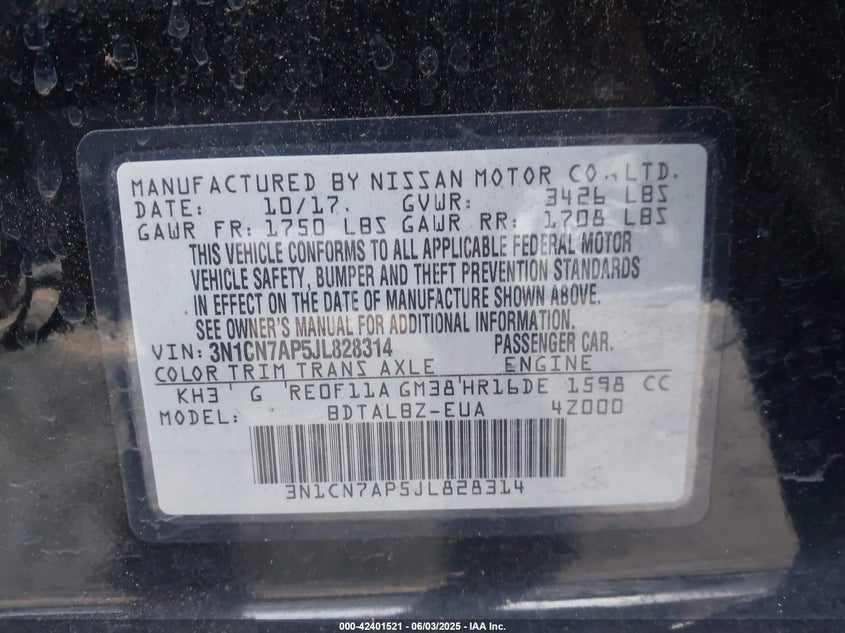 MANUFACTURED BY NISSAN MOTOR CO., LTD.
DATE: 10/17. GVWR: 3426 LBS
GAWR FR: 1750 LBS GAWR RR: 1708 LBS
THIS VEHICLE CONFORMS TO ALL APPLICABLE FEDERAL MOTOR
VEHICLE SAFETY, BUMPER AND THEFT PREVENTION STANDARDS
IN EFFECT ON THE DATE OF MANUFACTURE SHOWN ABOVE.
SEE OWNER'S MANUAL FOR ADDITIONAL INFORMATION.
VIN: 3N1CN7AP5JL828314 PASSENGER CAR.
COLOR TRIM TRANS AXLE ENGINE
KH3 G RE0F11A GM38 HR16DE 1598 CC
MODEL: BDTALBZ-EUA 4Z000
3N1CN7AP5JL828314
000-42401521 - 06/03/2025 - IAA Inc.